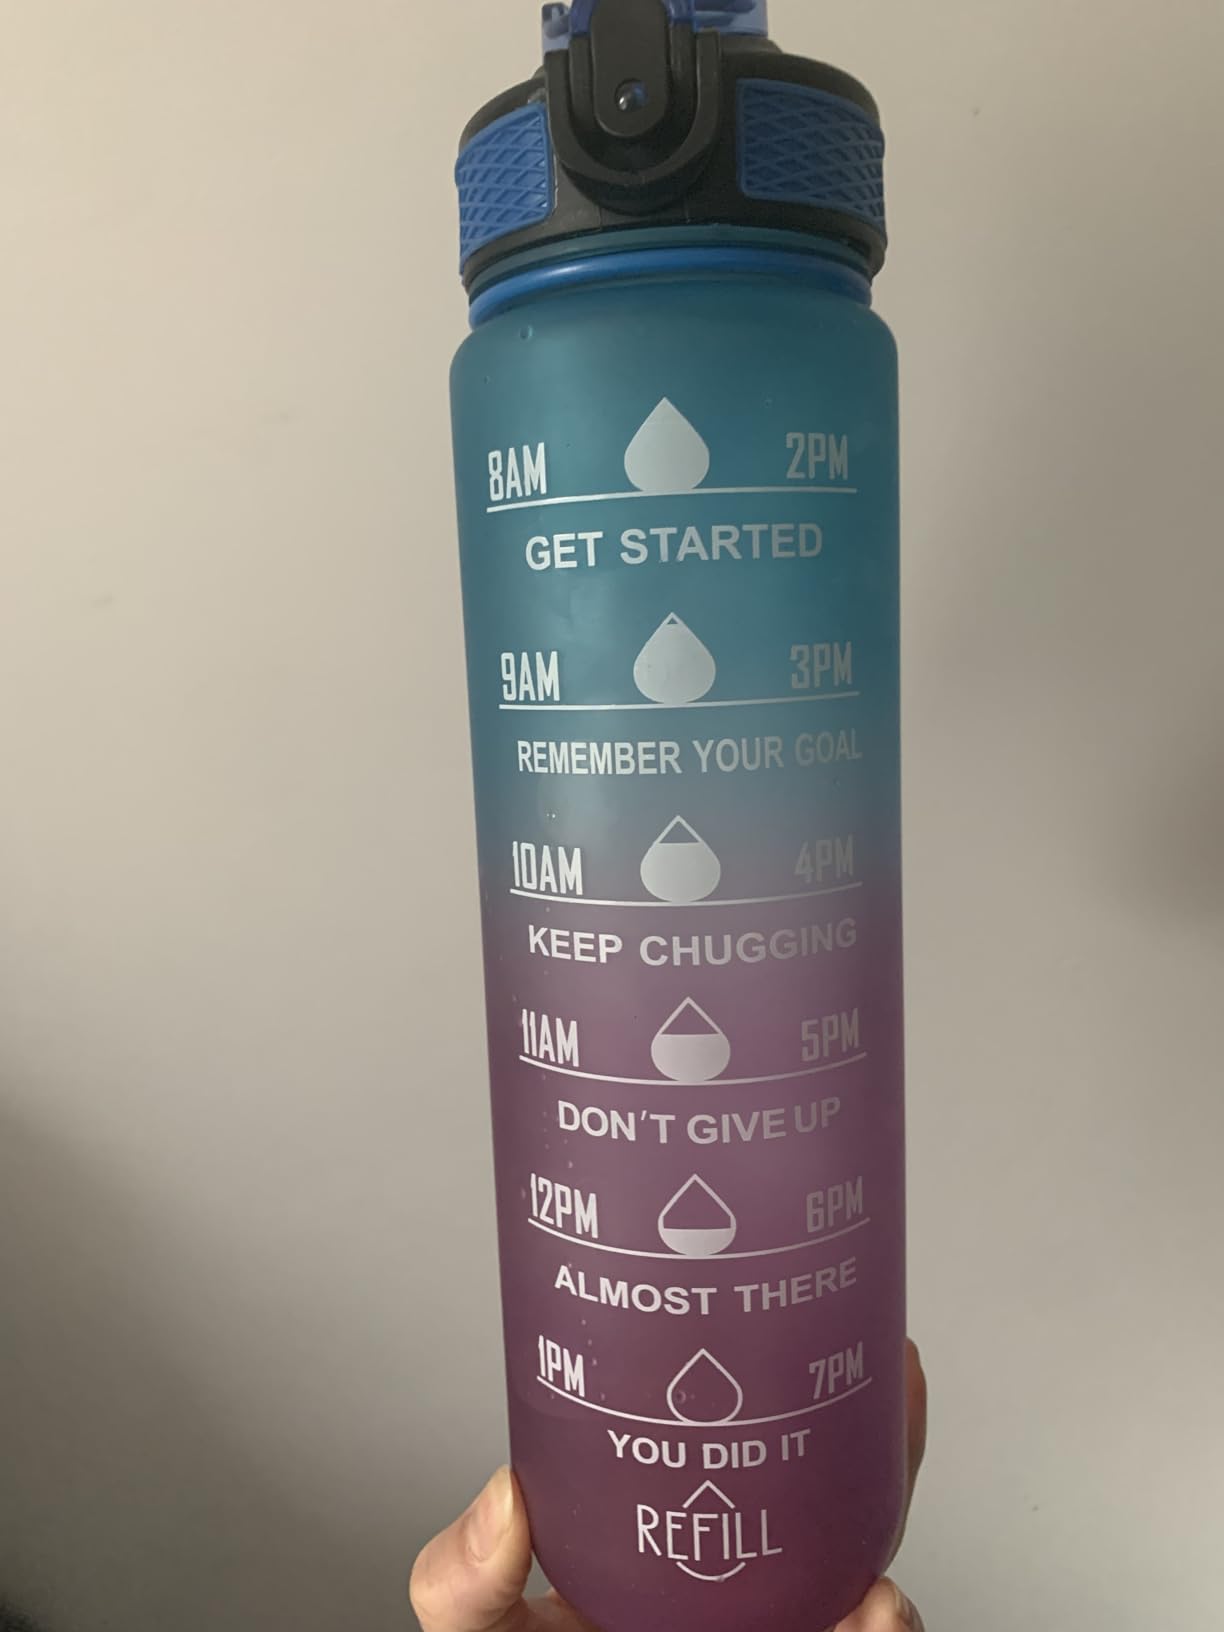 8AM 2PM
GET STARTED
9AM 3PM
REMEMBER YOUR GOAL
10AM 4PM
KEEP CHUGGING
11AM 5PM
DON'T GIVE UP
12PM 6PM
ALMOST THERE
1PM 7PM
YOU DID IT
REFILL